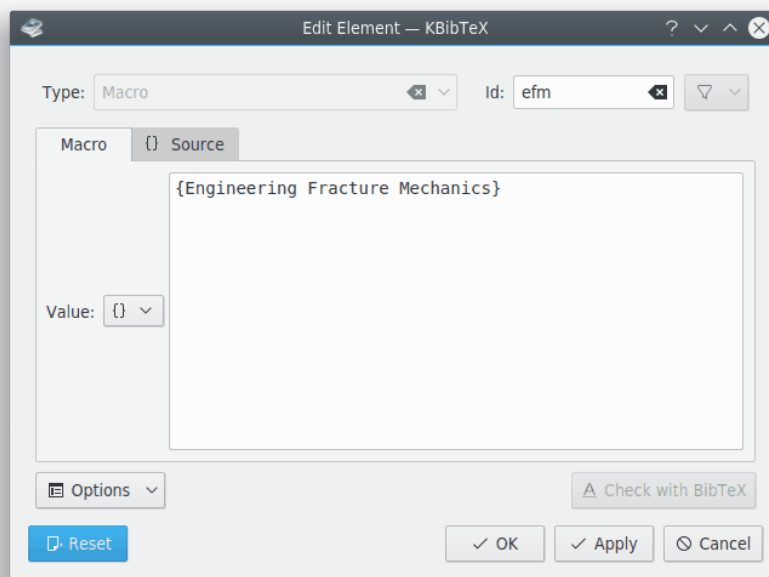 Edit Element — KBibTeX
Type: Macro Id: efm
Macro {} Source
{Engineering Fracture Mechanics}
Value: {}
Options Check with BibTeX
Reset OK Apply Cancel